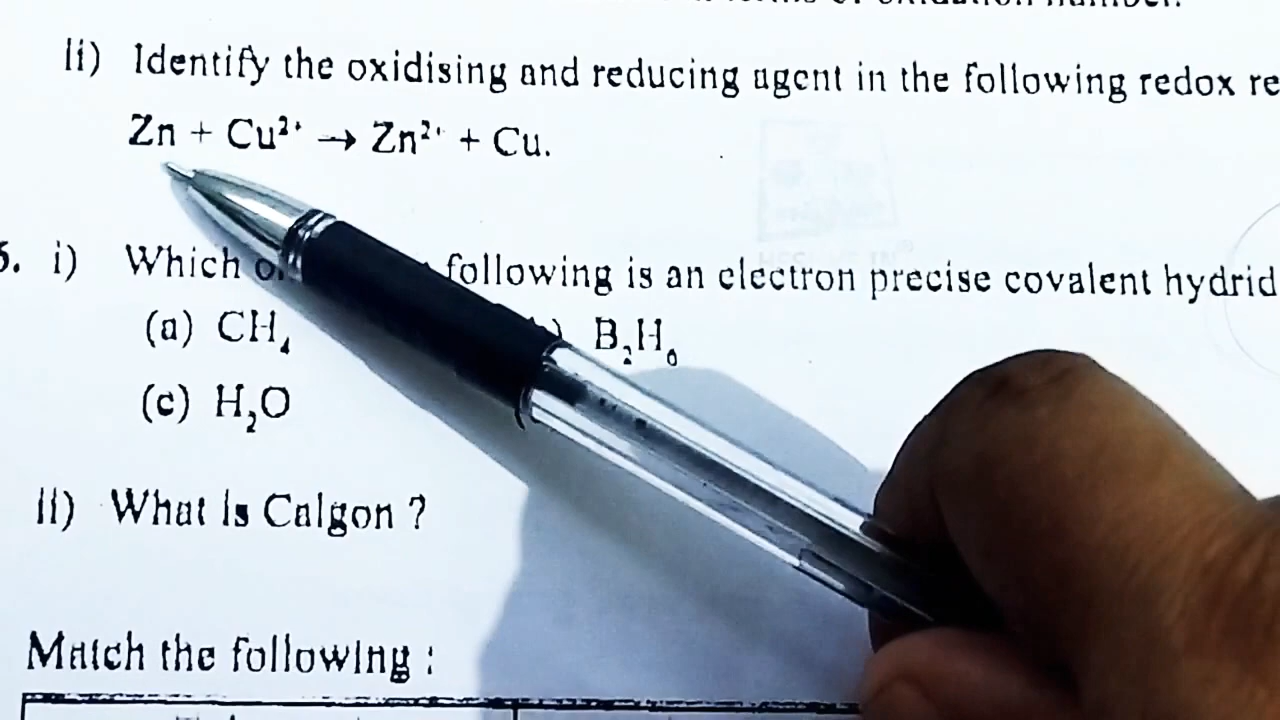 ii) Identify the oxidising and reducing agent in the following redox re
Zn + Cu²⁺ → Zn²⁺ + Cu.
5. i) Which following is an electron precise covalent hydrid
(a) CH₄ B₂H₆
(c) H₂O
ii) What is Calgon ?
Match the following :